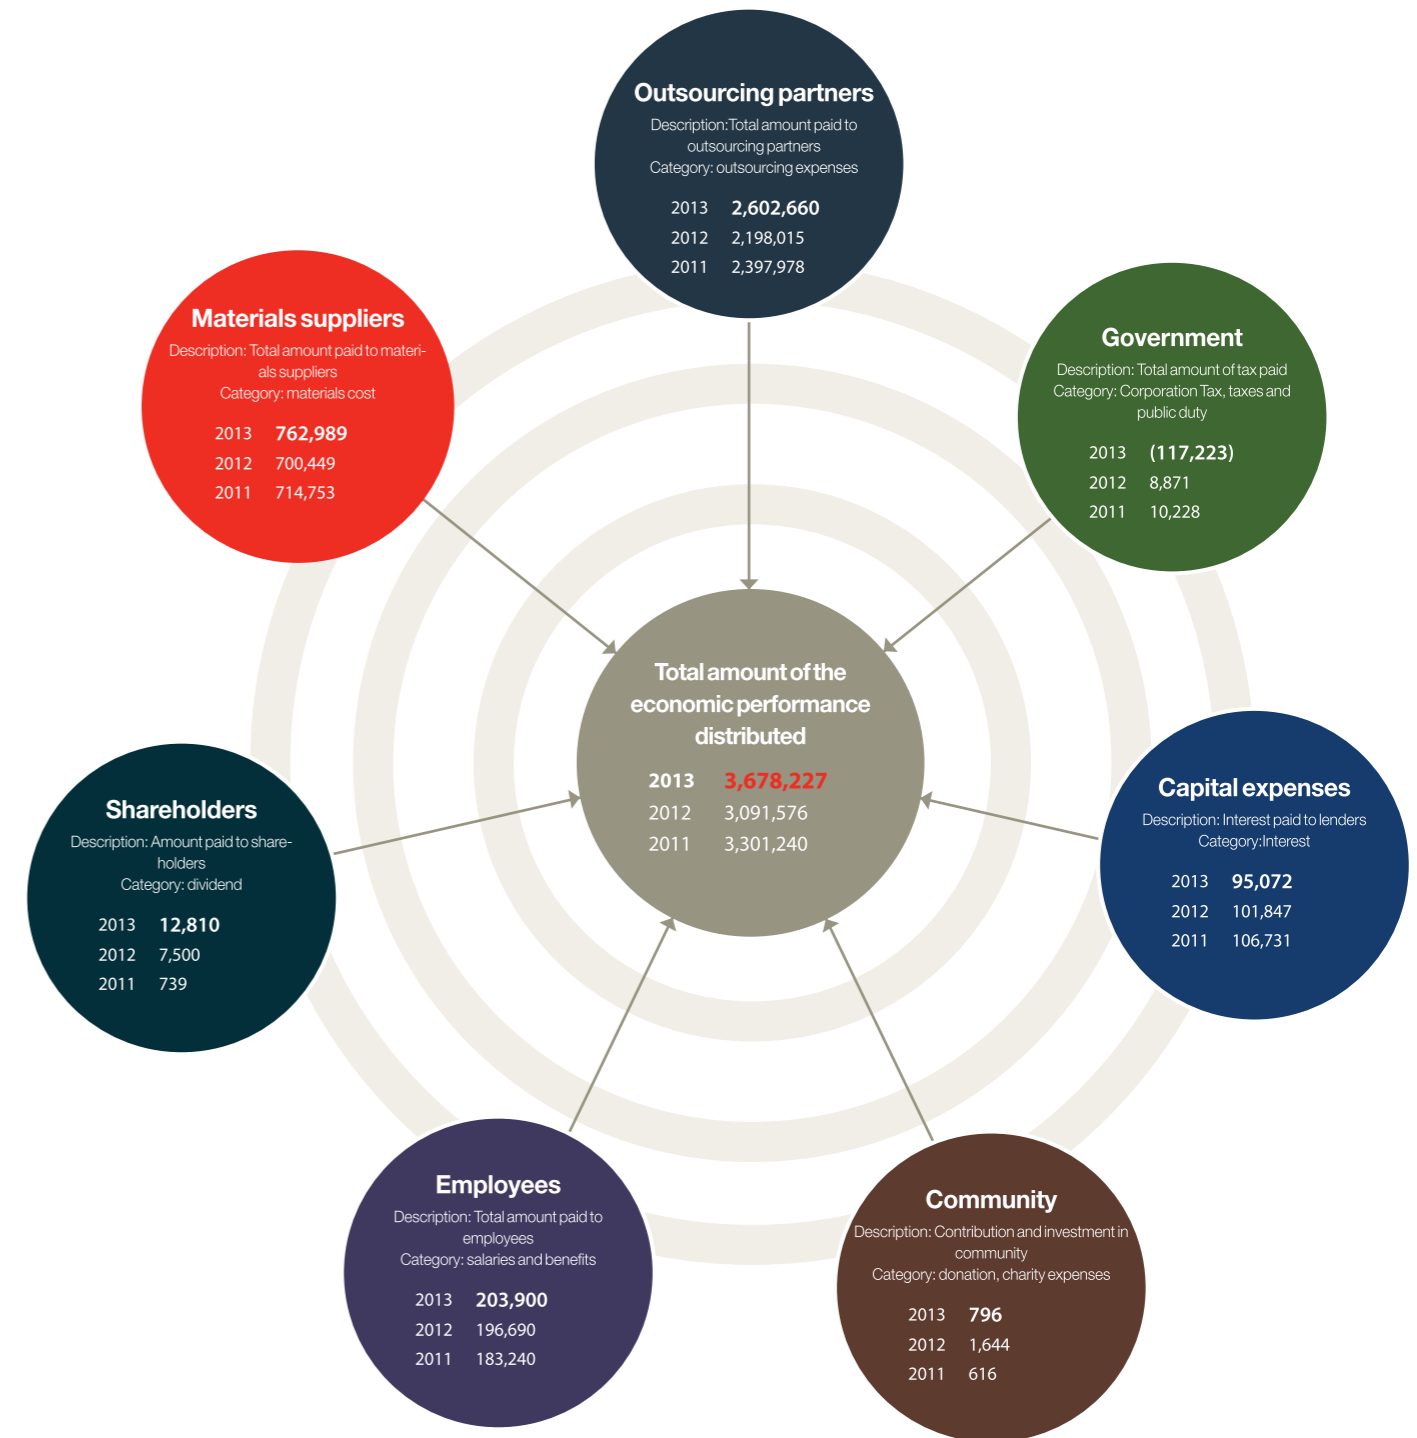 Outsourcing partners
Description:Total amount paid to
outsourcing partners
Category: outsourcing expenses
2013 2,602,660
2012 2,198,015
2011 2,397,978
Materials suppliers
Description: Total amount paid to materi-
als suppliers
Category: materials cost
2013 762,989
2012 700,449
2011 714,753
Government
Description: Total amount of tax paid
Category: Corporation Tax, taxes and
public duty
2013 (117,223)
2012 8,871
2011 10,228
Total amount of the
economic performance
distributed
2013 3,678,227
2012 3,091,576
2011 3,301,240
Shareholders
Description: Amount paid to share-
holders
Category: dividend
2013 12,810
2012 7,500
2011 739
Capital expenses
Description: Interest paid to lenders
Category:Interest
2013 95,072
2012 101,847
2011 106,731
Employees
Description: Total amount paid to
employees
Category: salaries and benefits
2013 203,900
2012 196,690
2011 183,240
Community
Description: Contribution and investment in
community
Category: donation, charity expenses
2013 796
2012 1,644
2011 616